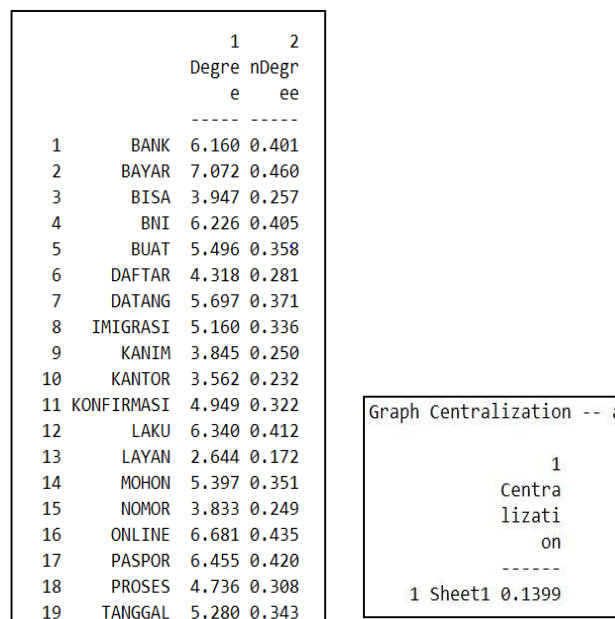 1 2
Degre nDegr
e ee
----- -----
1 BANK 6.160 0.401
2 BAYAR 7.072 0.460
3 BISA 3.947 0.257
4 BNI 6.226 0.405
5 BUAT 5.496 0.358
6 DAFTAR 4.318 0.281
7 DATANG 5.697 0.371
8 IMIGRASI 5.160 0.336
9 KANIM 3.845 0.250
10 KANTOR 3.562 0.232
11 KONFIRMASI 4.949 0.322
12 LAKU 6.340 0.412
13 LAYAN 2.644 0.172
14 MOHON 5.397 0.351
15 NOMOR 3.833 0.249
16 ONLINE 6.681 0.435
17 PASPOR 6.455 0.420
18 PROSES 4.736 0.308
19 TANGGAL 5.280 0.343
Graph Centralization -- a
1
Centra
lizati
on
------
1 Sheet1 0.1399